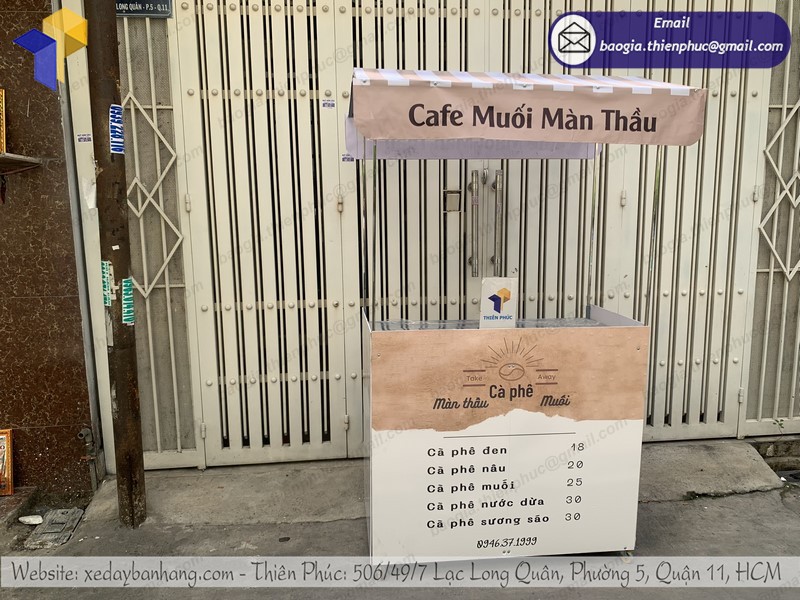 LONG QUÂN - P.5 - Q.11
Email
baogia.thienphuc@gmail.com
Cafe Muối Màn Thầu
THIÊN PHÚC
Take Away
Cà phê
Màn thầu Muối
Cà phê đen 18
Cà phê nâu 20
Cà phê muối 25
Cà phê nước dừa 30
Cà phê sương sáo 30
0946.37.1999
Website: xedaybanhang.com - Thiên Phúc: 506/49/7 Lạc Long Quân, Phường 5, Quận 11, HCM